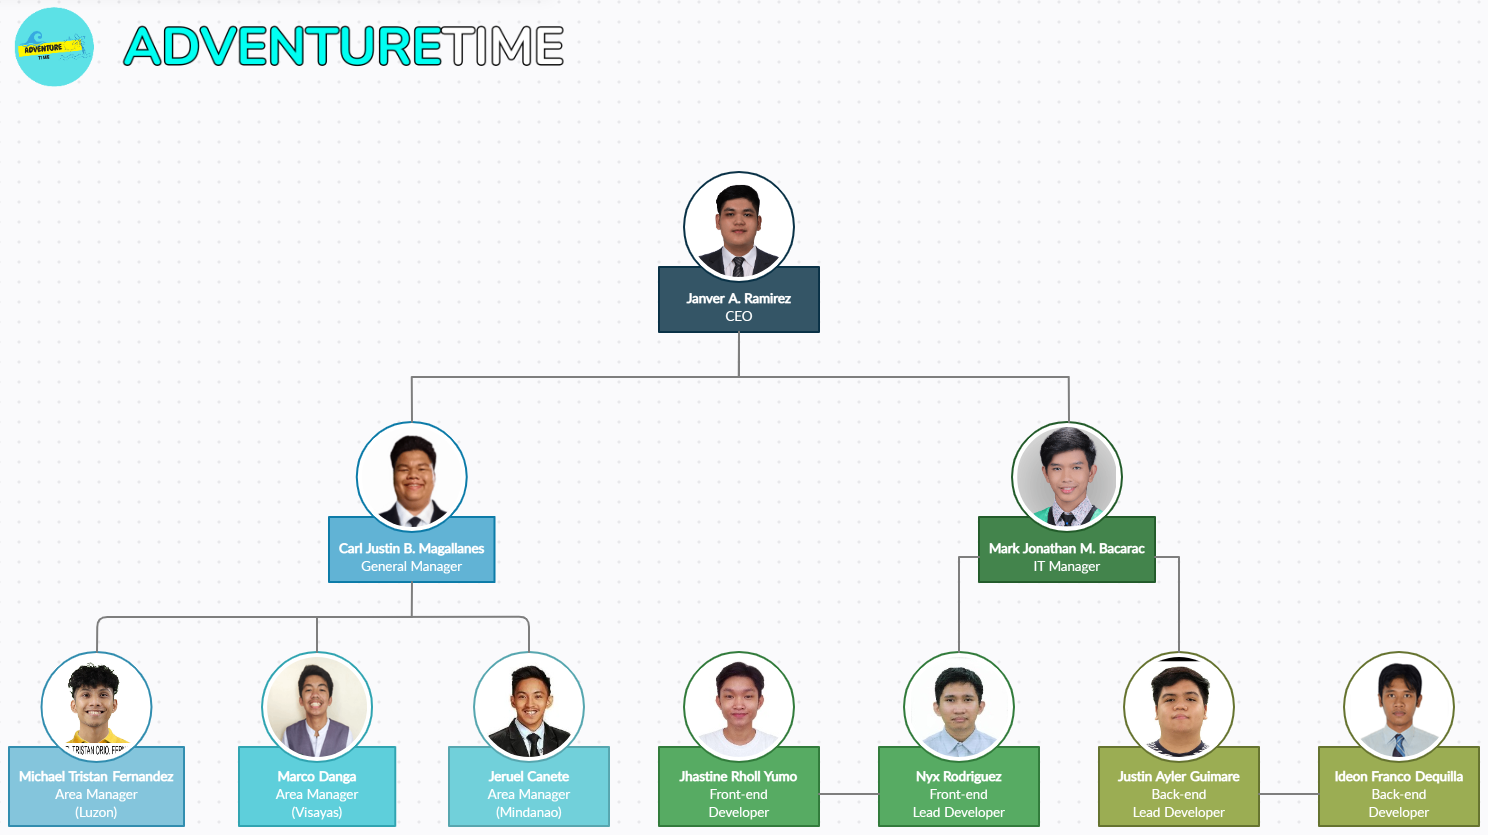 ADVENTURE
TIME
ADVENTURETIME
Janver A. Ramirez
CEO
Carl Justin B. Magallanes
General Manager
Mark Jonathan M. Bacarac
IT Manager
Michael Tristan Fernandez
Area Manager
(Luzon)
Marco Danga
Area Manager
(Visayas)
Jeruel Canete
Area Manager
(Mindanao)
Jhastine Rholl Yumo
Front-end
Developer
Nyx Rodriguez
Front-end
Lead Developer
Justin Ayler Guimare
Back-end
Lead Developer
Ideon Franco Dequilla
Back-end
Developer